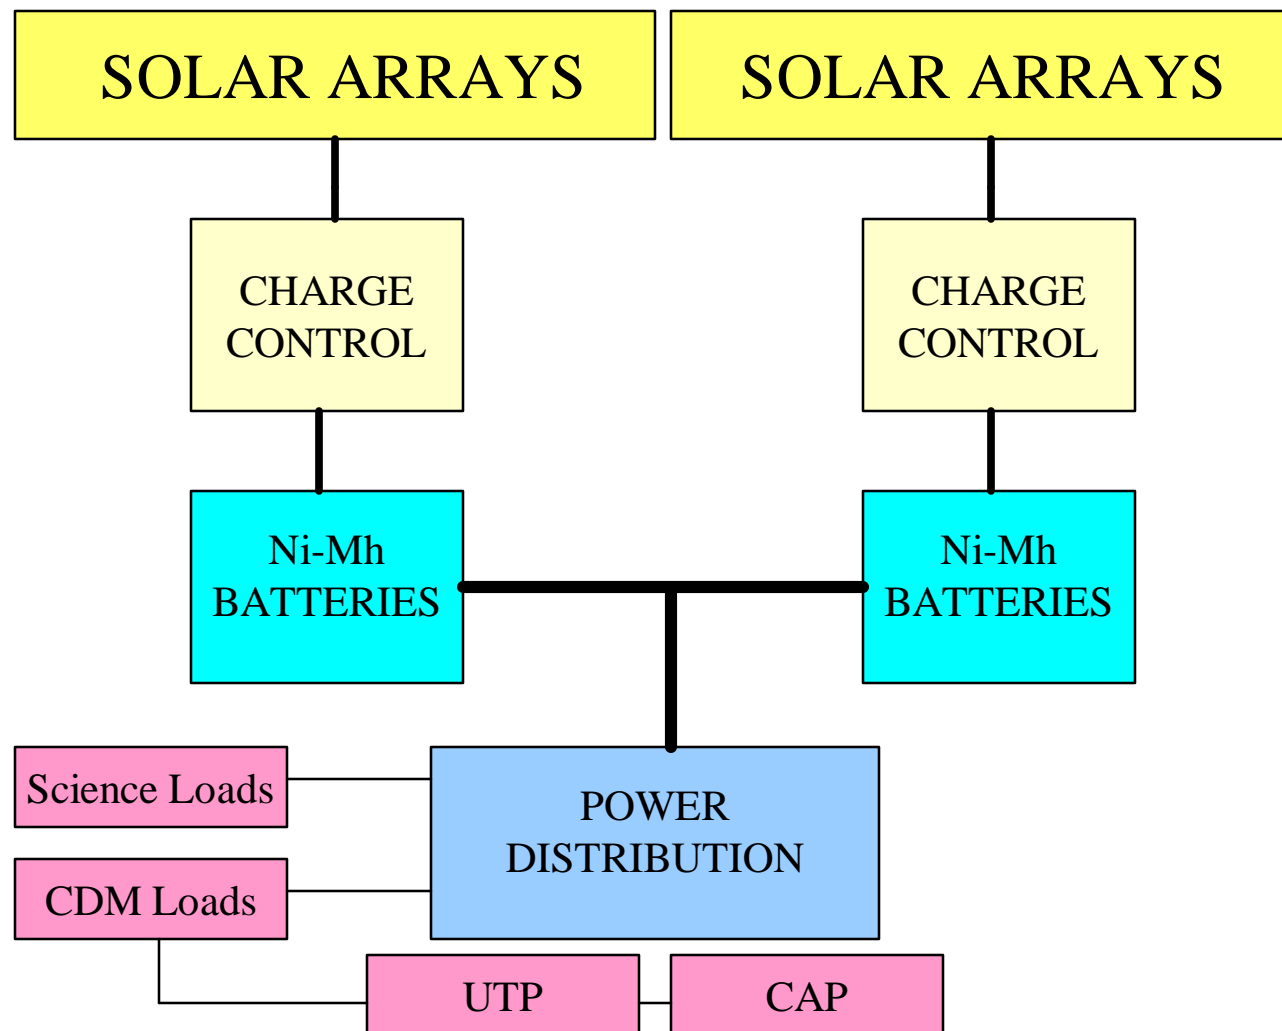 SOLAR ARRAYS
SOLAR ARRAYS
CHARGE
CONTROL
CHARGE
CONTROL
Ni-Mh
BATTERIES
Ni-Mh
BATTERIES
Science Loads
POWER
DISTRIBUTION
CDM Loads
UTP
CAP